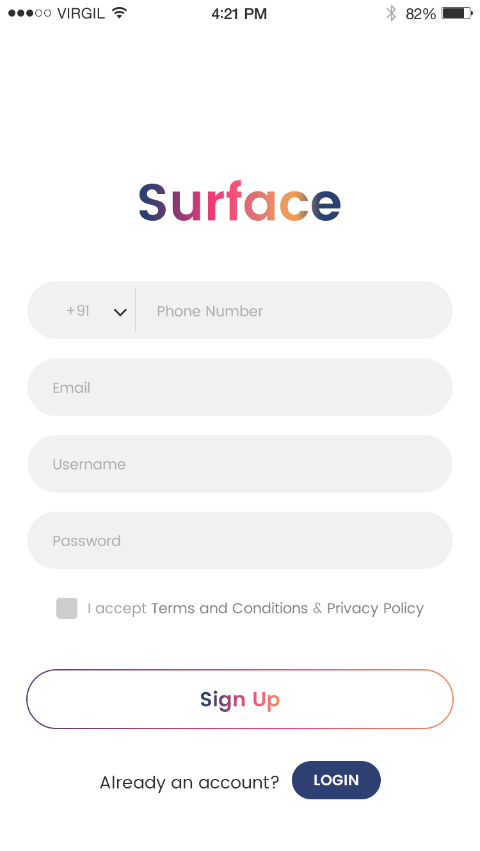 VIRGIL 4:21 PM 82%
Surface
+91 Phone Number
Email
Username
Password
I accept Terms and Conditions & Privacy Policy
Sign Up
Already an account? LOGIN